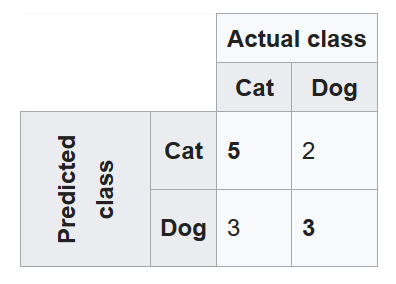 Actual class
Cat Dog
Predicted
class
Cat 5 2
Dog 3 3